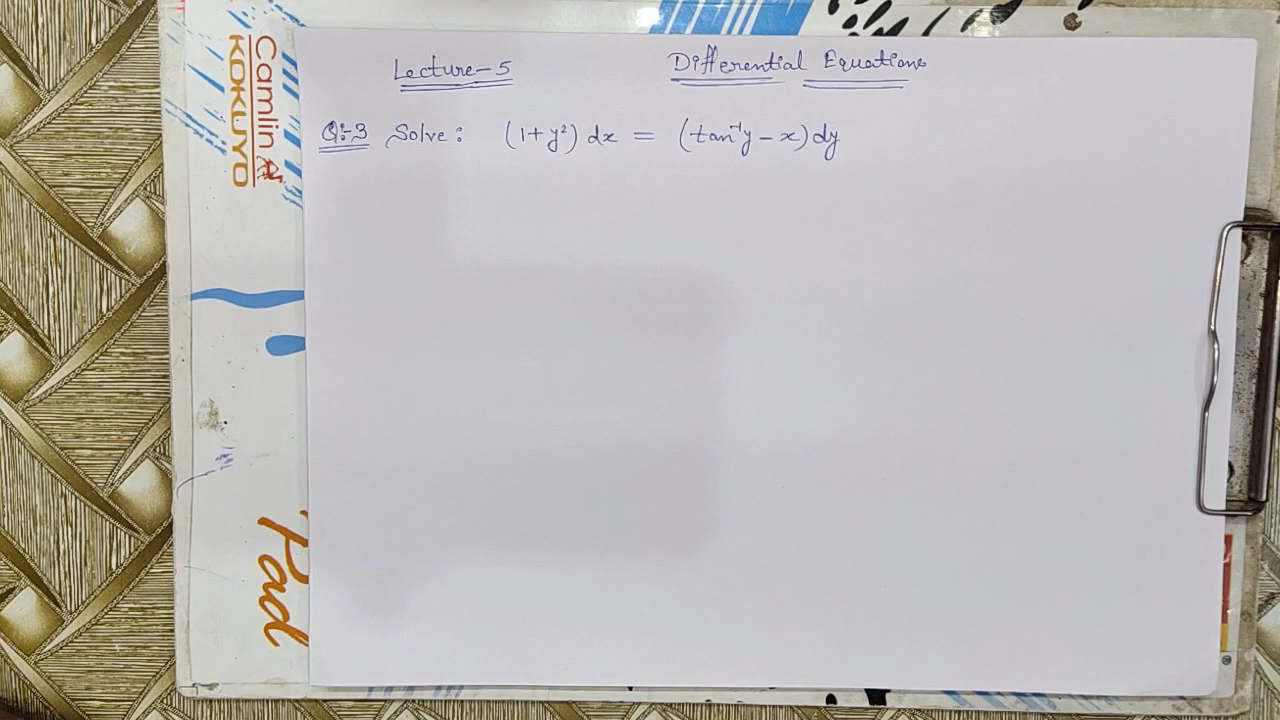 Camlin
KOKUYO
Pad
Lecture-5 Differential Equations
Q:-3 Solve: (1+y²) dx = (tan⁻¹y - x) dy